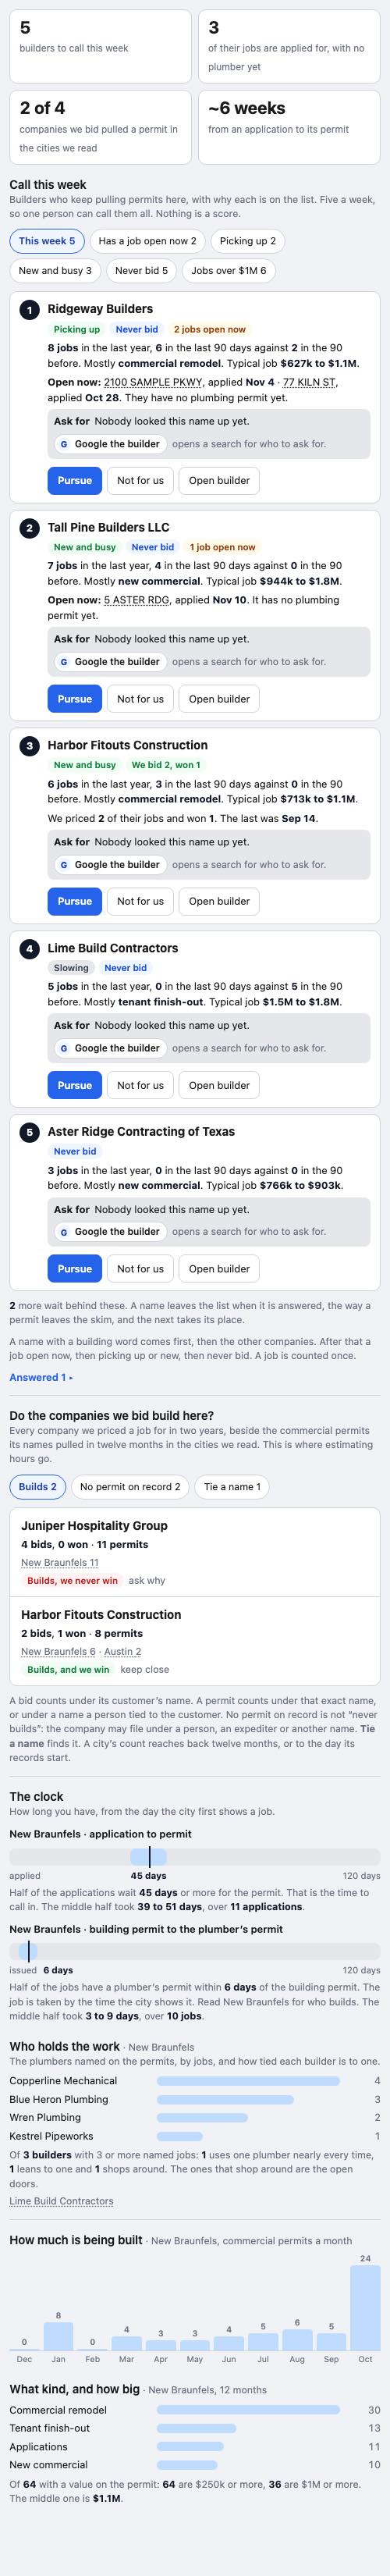 5
builders to call this week
3
of their jobs are applied for, with no
plumber yet
2 of 4
companies we bid pulled a permit in
the cities we read
~6 weeks
from an application to its permit
Call this week
Builders who keep pulling permits here, with why each is on the list. Five a week,
so one person can call them all. Nothing is a score.
This week 5
Has a job open now 2
Picking up 2
New and busy 3
Never bid 5
Jobs over $1M 6
1
Ridgeway Builders
Picking up
Never bid
2 jobs open now
8 jobs in the last year, 6 in the last 90 days against 2 in the 90
before. Mostly commercial remodel. Typical job $627k to $1.1M.
Open now: 2100 SAMPLE PKWY, applied Nov 4 · 77 KILN ST,
applied Oct 28. They have no plumbing permit yet.
Ask for Nobody looked this name up yet.
G Google the builder opens a search for who to ask for.
Pursue
Not for us
Open builder
2
Tall Pine Builders LLC
New and busy
Never bid
1 job open now
7 jobs in the last year, 4 in the last 90 days against 0 in the 90
before. Mostly new commercial. Typical job $944k to $1.8M.
Open now: 5 ASTER RDG, applied Nov 10. It has no plumbing
permit yet.
Ask for Nobody looked this name up yet.
G Google the builder opens a search for who to ask for.
Pursue
Not for us
Open builder
3
Harbor Fitouts Construction
New and busy
We bid 2, won 1
6 jobs in the last year, 3 in the last 90 days against 0 in the 90
before. Mostly commercial remodel. Typical job $713k to $1.1M.
We priced 2 of their jobs and won 1. The last was Sep 14.
Ask for Nobody looked this name up yet.
G Google the builder opens a search for who to ask for.
Pursue
Not for us
Open builder
4
Lime Build Contractors
Slowing
Never bid
5 jobs in the last year, 0 in the last 90 days against 5 in the 90
before. Mostly tenant finish-out. Typical job $1.5M to $1.8M.
Ask for Nobody looked this name up yet.
G Google the builder opens a search for who to ask for.
Pursue
Not for us
Open builder
5
Aster Ridge Contracting of Texas
Never bid
3 jobs in the last year, 0 in the last 90 days against 0 in the 90
before. Mostly new commercial. Typical job $766k to $903k.
Ask for Nobody looked this name up yet.
G Google the builder opens a search for who to ask for.
Pursue
Not for us
Open builder
2 more wait behind these. A name leaves the list when it is answered, the way a
permit leaves the skim, and the next takes its place.
A name with a building word comes first, then the other companies. After that a
job open now, then picking up or new, then never bid. A job is counted once.
Answered 1 ▸
Do the companies we bid build here?
Every company we priced a job for in two years, beside the commercial permits
its names pulled in twelve months in the cities we read. This is where estimating
hours go.
Builds 2
No permit on record 2
Tie a name 1
Juniper Hospitality Group
4 bids, 0 won · 11 permits
New Braunfels 11
Builds, we never win ask why
Harbor Fitouts Construction
2 bids, 1 won · 8 permits
New Braunfels 6 · Austin 2
Builds, and we win keep close
A bid counts under its customer's name. A permit counts under that exact name,
or under a name a person tied to the customer. No permit on record is not “never
builds”: the company may file under a person, an expediter or another name. Tie
a name finds it. A city's count reaches back twelve months, or to the day its
records start.
The clock
How long you have, from the day the city first shows a job.
New Braunfels · application to permit
applied
45 days
120 days
Half of the applications wait 45 days or more for the permit. That is the time to
call in. The middle half took 39 to 51 days, over 11 applications.
New Braunfels · building permit to the plumber's permit
issued
6 days
120 days
Half of the jobs have a plumber's permit within 6 days of the building permit. The
job is taken by the time the city shows it. Read New Braunfels for who builds. The
middle half took 3 to 9 days, over 10 jobs.
Who holds the work · New Braunfels
The plumbers named on the permits, by jobs, and how tied each builder is to one.
Copperline Mechanical 4
Blue Heron Plumbing 3
Wren Plumbing 2
Kestrel Pipeworks 1
Of 3 builders with 3 or more named jobs: 1 uses one plumber nearly every time,
1 leans to one and 1 shops around. The ones that shop around are the open
doors.
Lime Build Contractors
How much is being built · New Braunfels, commercial permits a month
0 8 0 4 3 3 4 5 6 5 24
Dec Jan Feb Mar Apr May Jun Jul Aug Sep Oct
What kind, and how big · New Braunfels, 12 months
Commercial remodel 30
Tenant finish-out 13
Applications 11
New commercial 10
Of 64 with a value on the permit: 64 are $250k or more, 36 are $1M or more.
The middle one is $1.1M.